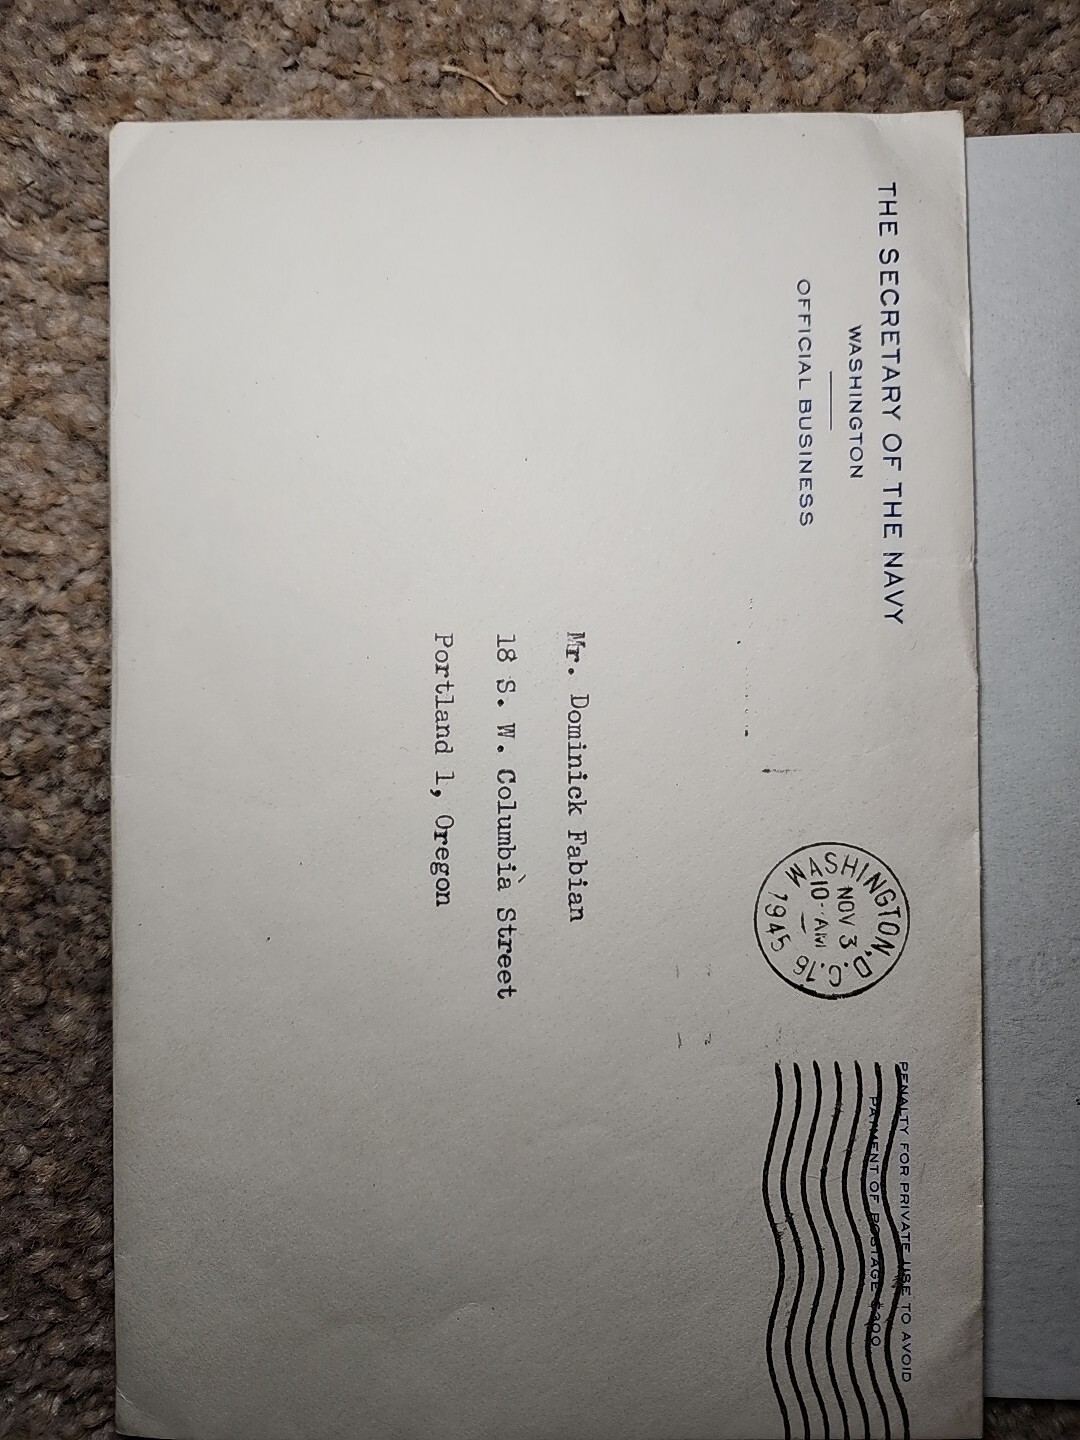 THE SECRETARY OF THE NAVY
WASHINGTON
OFFICIAL BUSINESS
WASHINGTON, D.C. 16
NOV 3
10-AM
1945
PENALTY FOR PRIVATE USE TO AVOID
PAYMENT OF POSTAGE $300
Mr. Dominick Fabian
18 S. W. Columbia Street
Portland 1, Oregon